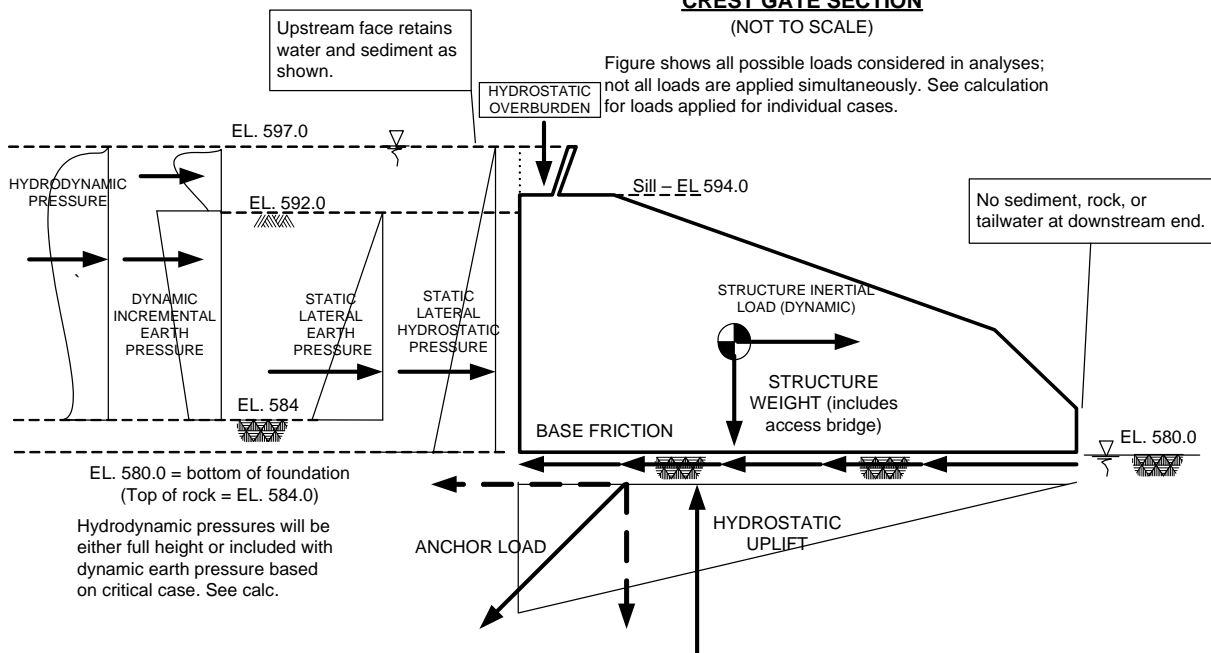 CREST GATE SECTION
(NOT TO SCALE)
Upstream face retains
water and sediment as
shown.
Figure shows all possible loads considered in analyses;
not all loads are applied simultaneously. See calculation
for loads applied for individual cases.
HYDROSTATIC
OVERBURDEN
EL. 597.0
HYDRODYNAMIC
PRESSURE
EL. 592.0
Sill – EL 594.0
No sediment, rock, or
tailwater at downstream end.
DYNAMIC
INCREMENTAL
EARTH
PRESSURE
STATIC
LATERAL
EARTH
PRESSURE
STATIC
LATERAL
HYDROSTATIC
PRESSURE
STRUCTURE INERTIAL
LOAD (DYNAMIC)
STRUCTURE
WEIGHT (includes
access bridge)
EL. 584
BASE FRICTION
EL. 580.0
EL. 580.0 = bottom of foundation
(Top of rock = EL. 584.0)
Hydrodynamic pressures will be
either full height or included with
dynamic earth pressure based
on critical case. See calc.
ANCHOR LOAD
HYDROSTATIC
UPLIFT